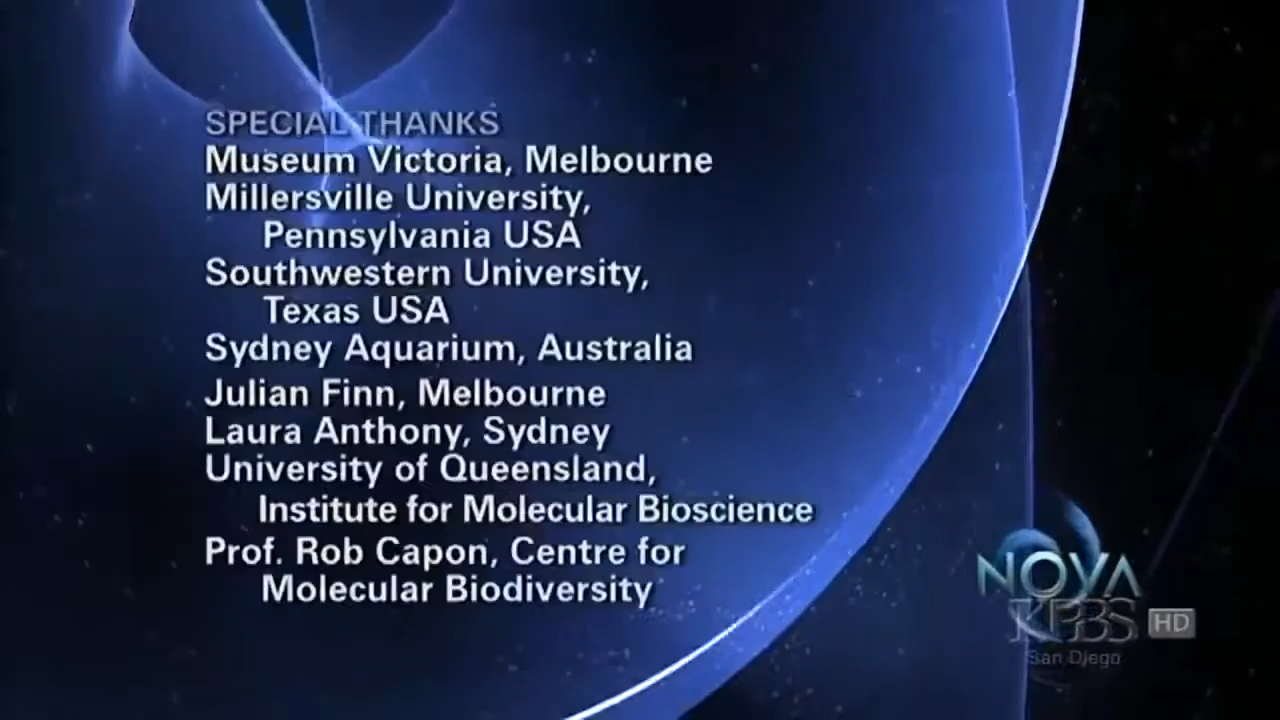 SPECIAL THANKS
Museum Victoria, Melbourne
Millersville University,
Pennsylvania USA
Southwestern University,
Texas USA
Sydney Aquarium, Australia
Julian Finn, Melbourne
Laura Anthony, Sydney
University of Queensland,
Institute for Molecular Bioscience
Prof. Rob Capon, Centre for
Molecular Biodiversity
NOVA
KPBS HD
San Diego